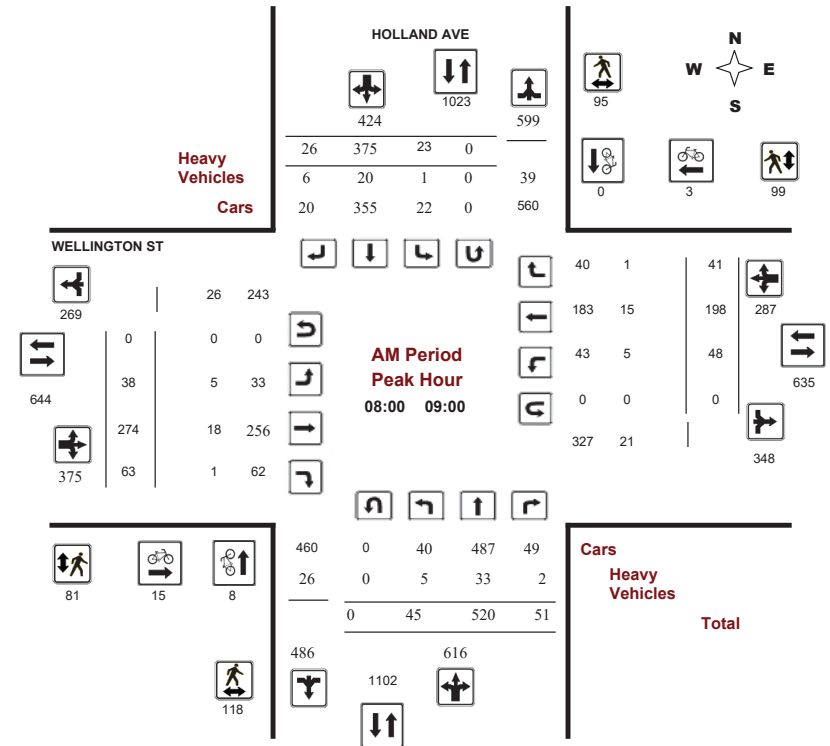 HOLLAND AVE
N
W E
S
1023
95
424
599
26 375 23 0
Heavy
Vehicles
6 20 1 0 39
Cars
20 355 22 0 560
0 3 99
WELLINGTON ST
269
26 243
0 0 0
38 5 33
274 18 256
63 1 62
644
375
AM Period
Peak Hour
08:00 09:00
40 1 41
183 15 198
43 5 48
0 0 0
327 21
287
635
348
460 0 40 487 49
26 0 5 33 2
0 45 520 51
Cars
Heavy
Vehicles
Total
81 15 8
486 616
1102
118